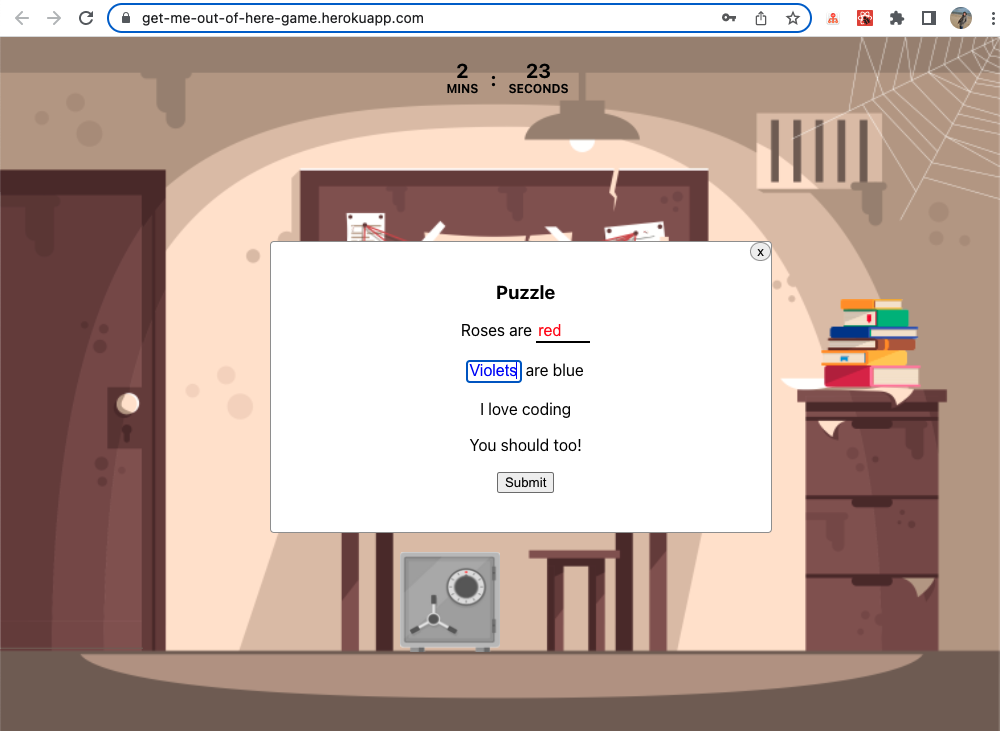 get-me-out-of-here-game.herokuapp.com
2 : 23
MINS SECONDS
x
Puzzle
Roses are red
Violets are blue
I love coding
You should too!
Submit